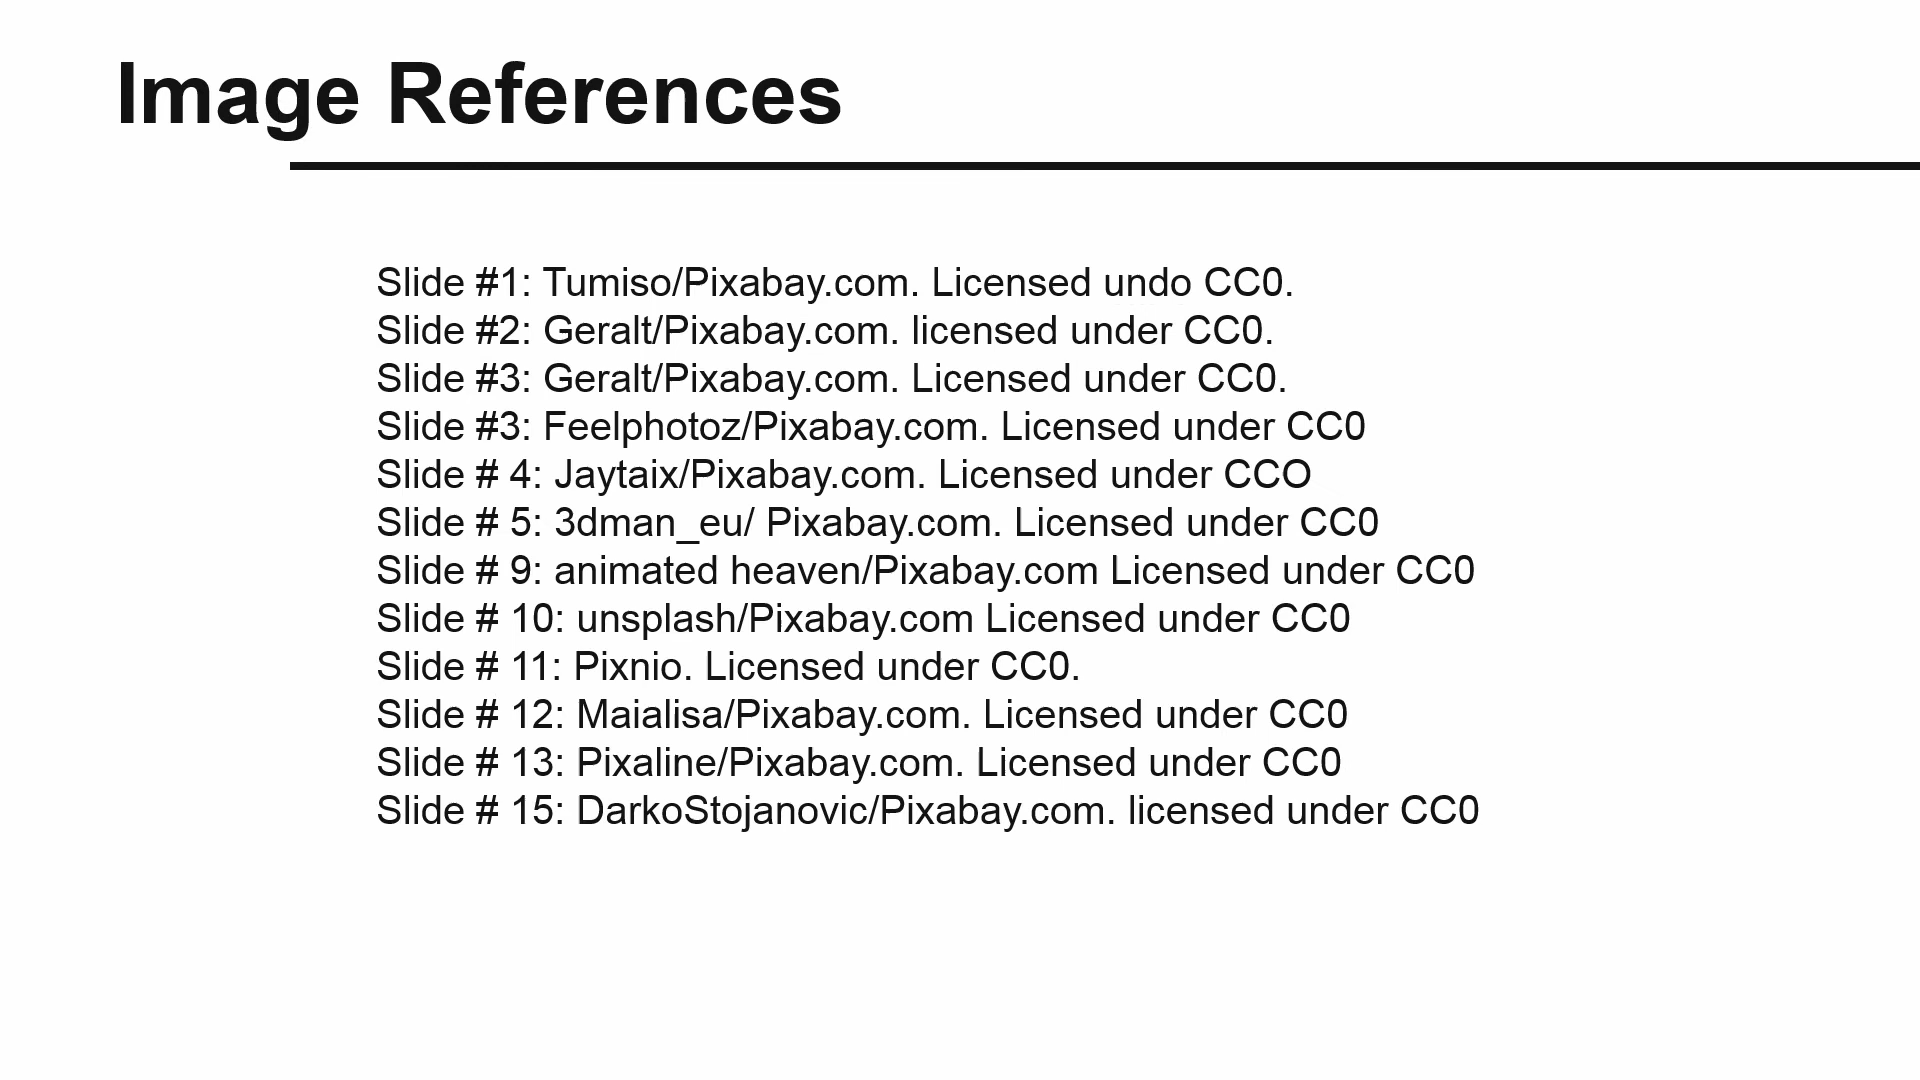 Image References
Slide #1: Tumiso/Pixabay.com. Licensed undo CC0.
Slide #2: Geralt/Pixabay.com. licensed under CC0.
Slide #3: Geralt/Pixabay.com. Licensed under CC0.
Slide #3: Feelphotoz/Pixabay.com. Licensed under CC0
Slide # 4: Jaytaix/Pixabay.com. Licensed under CCO
Slide # 5: 3dman_eu/ Pixabay.com. Licensed under CC0
Slide # 9: animated heaven/Pixabay.com Licensed under CC0
Slide # 10: unsplash/Pixabay.com Licensed under CC0
Slide # 11: Pixnio. Licensed under CC0.
Slide # 12: Maialisa/Pixabay.com. Licensed under CC0
Slide # 13: Pixaline/Pixabay.com. Licensed under CC0
Slide # 15: DarkoStojanovic/Pixabay.com. licensed under CC0